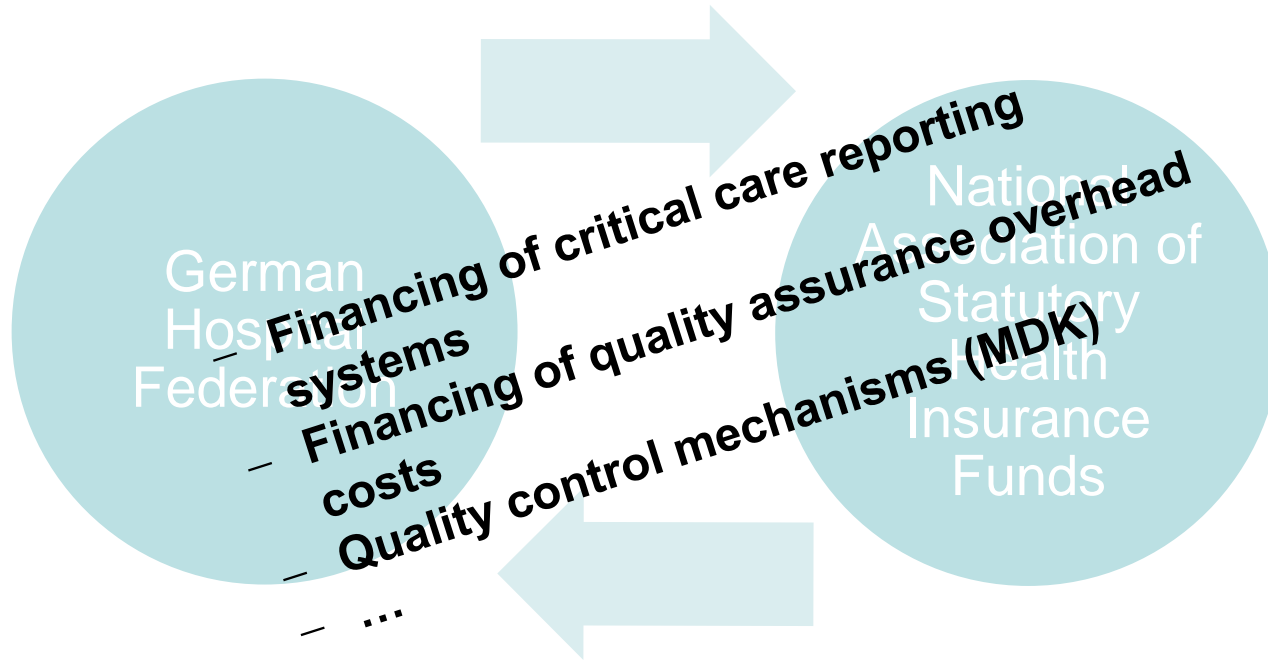 German
Hospital
Federation
– Financing of critical care reporting
systems
– Financing of quality assurance overhead
costs
– Quality control mechanisms (MDK)
– …
National
Association of
Statutory
Health
Insurance
Funds